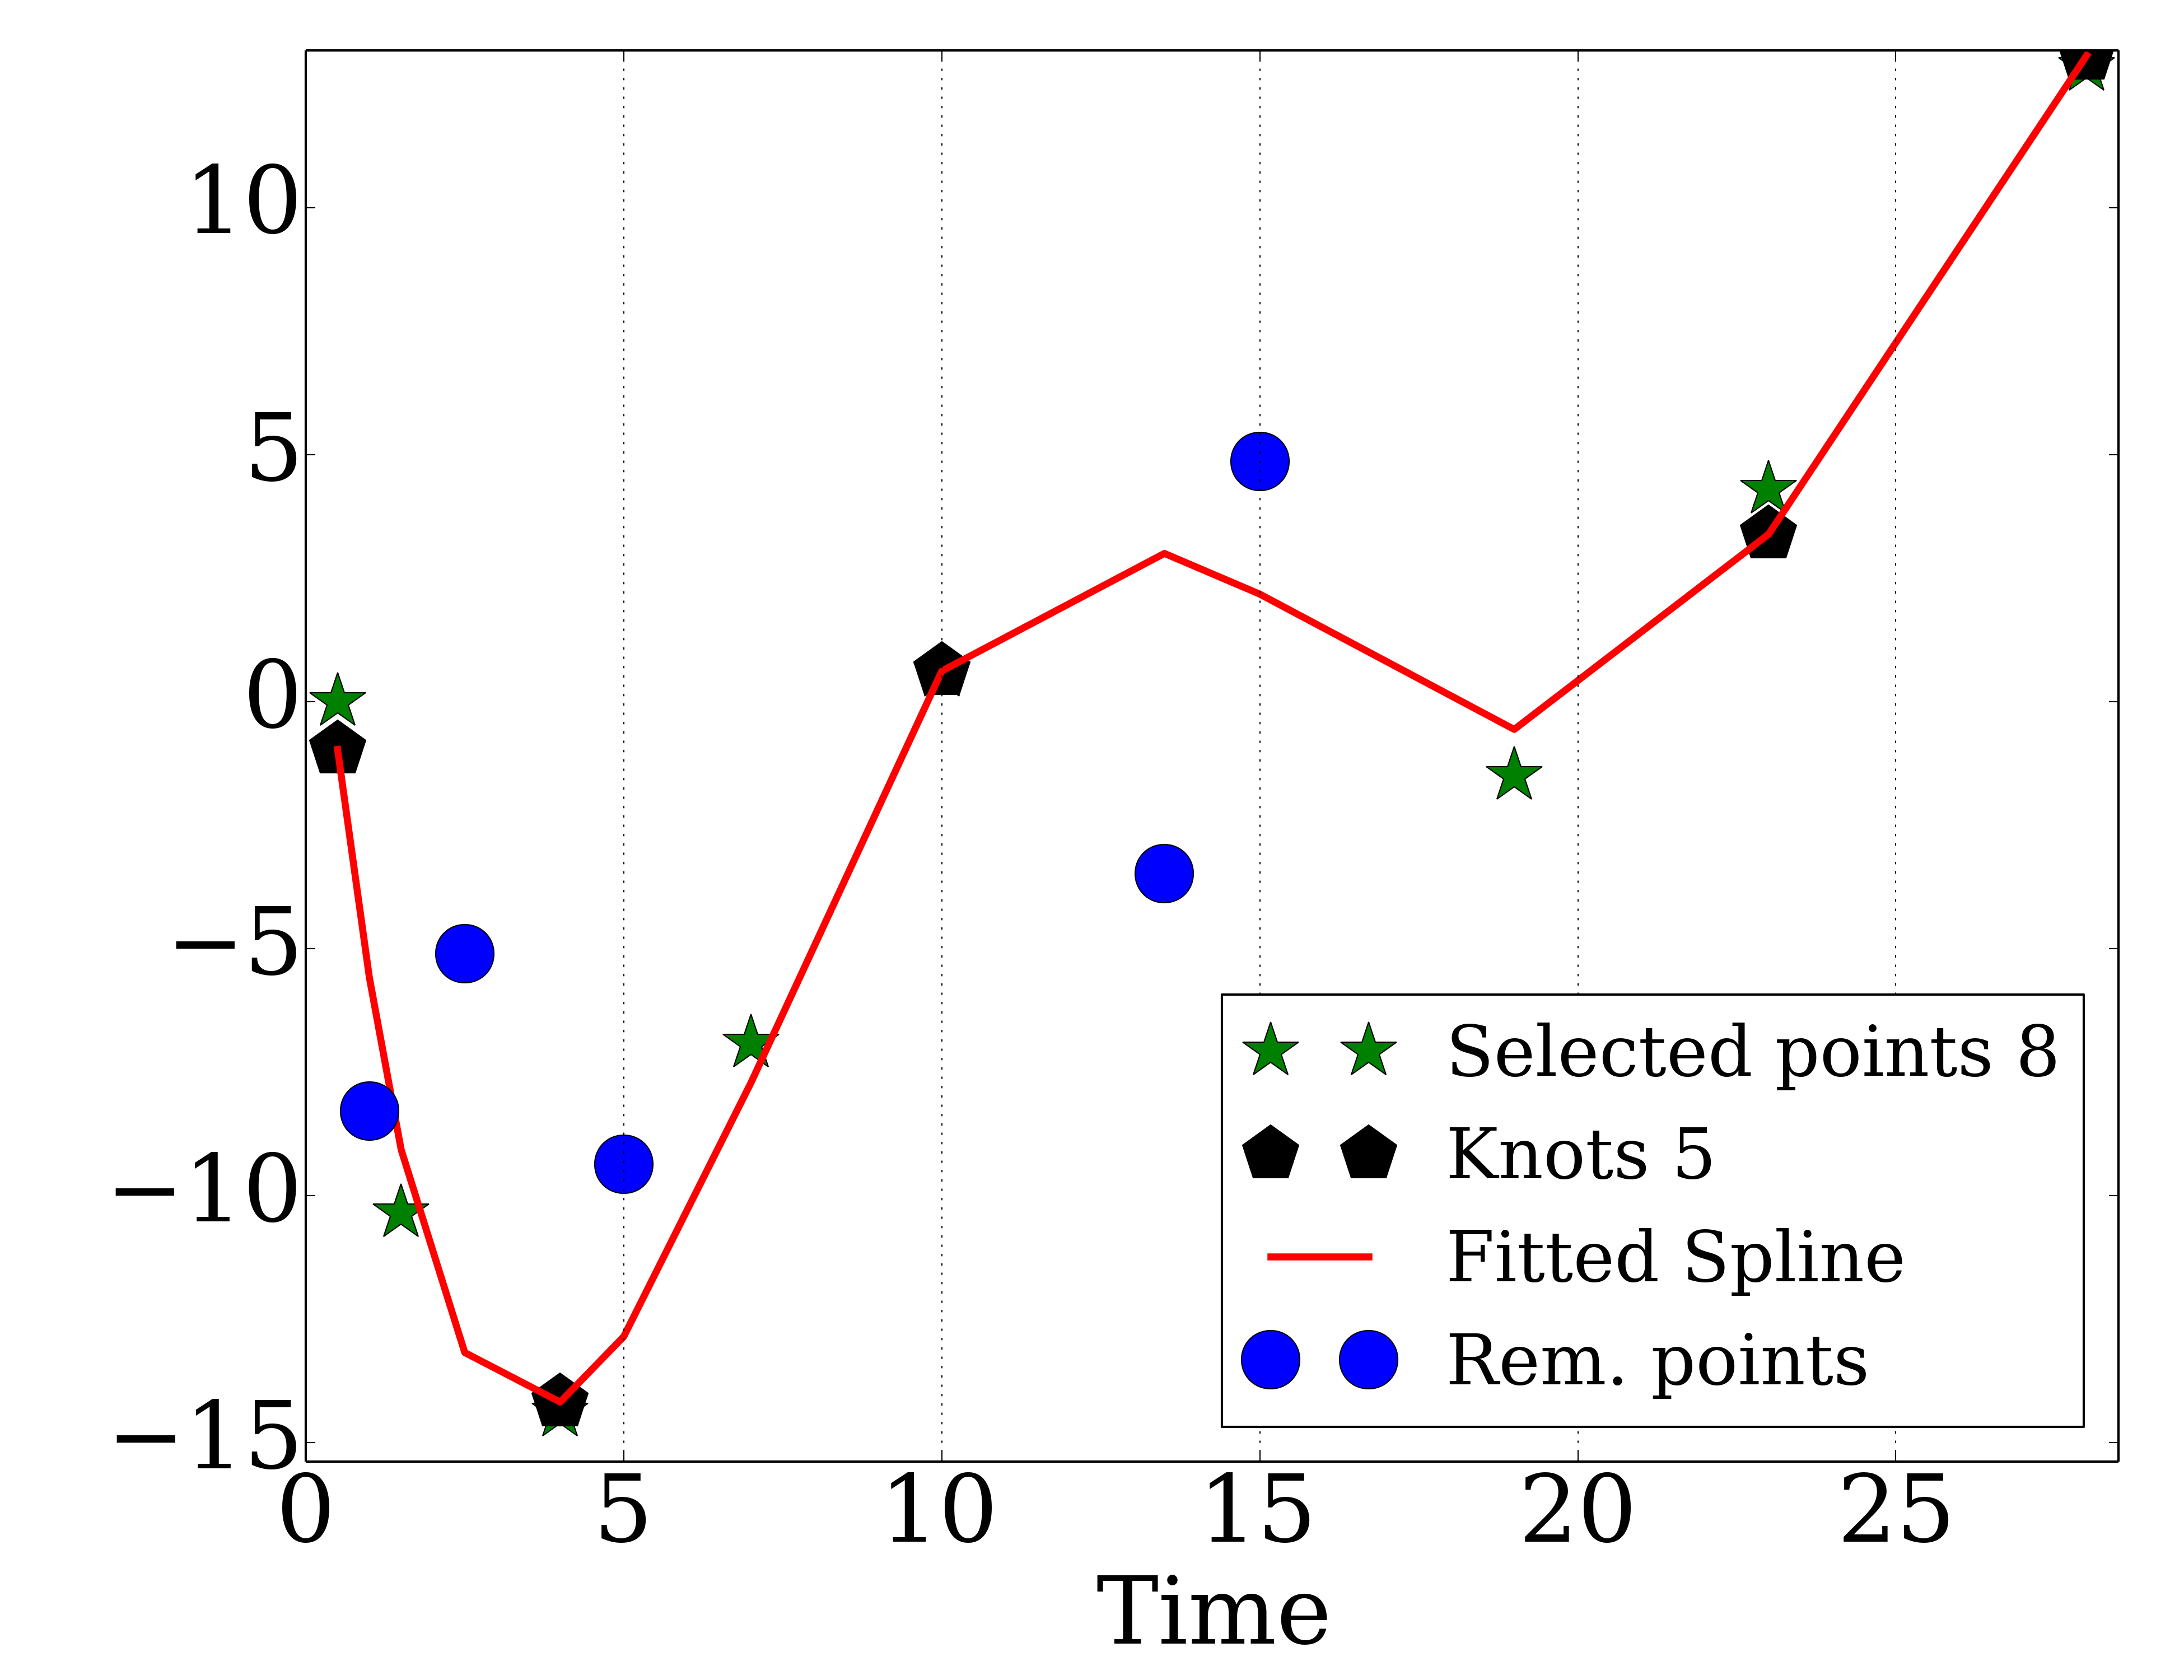 10
5
0
−5
−10
−15
0 5 10 15 20 25
Time
Selected points 8
Knots 5
Fitted Spline
Rem. points